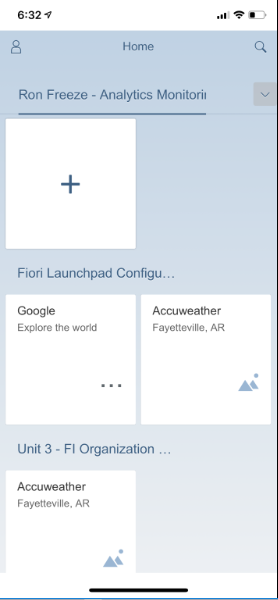 6:32
Home
Ron Freeze - Analytics Monitorin
Fiori Launchpad Configu…
Google
Explore the world
Accuweather
Fayetteville, AR
Unit 3 - FI Organization …
Accuweather
Fayetteville, AR